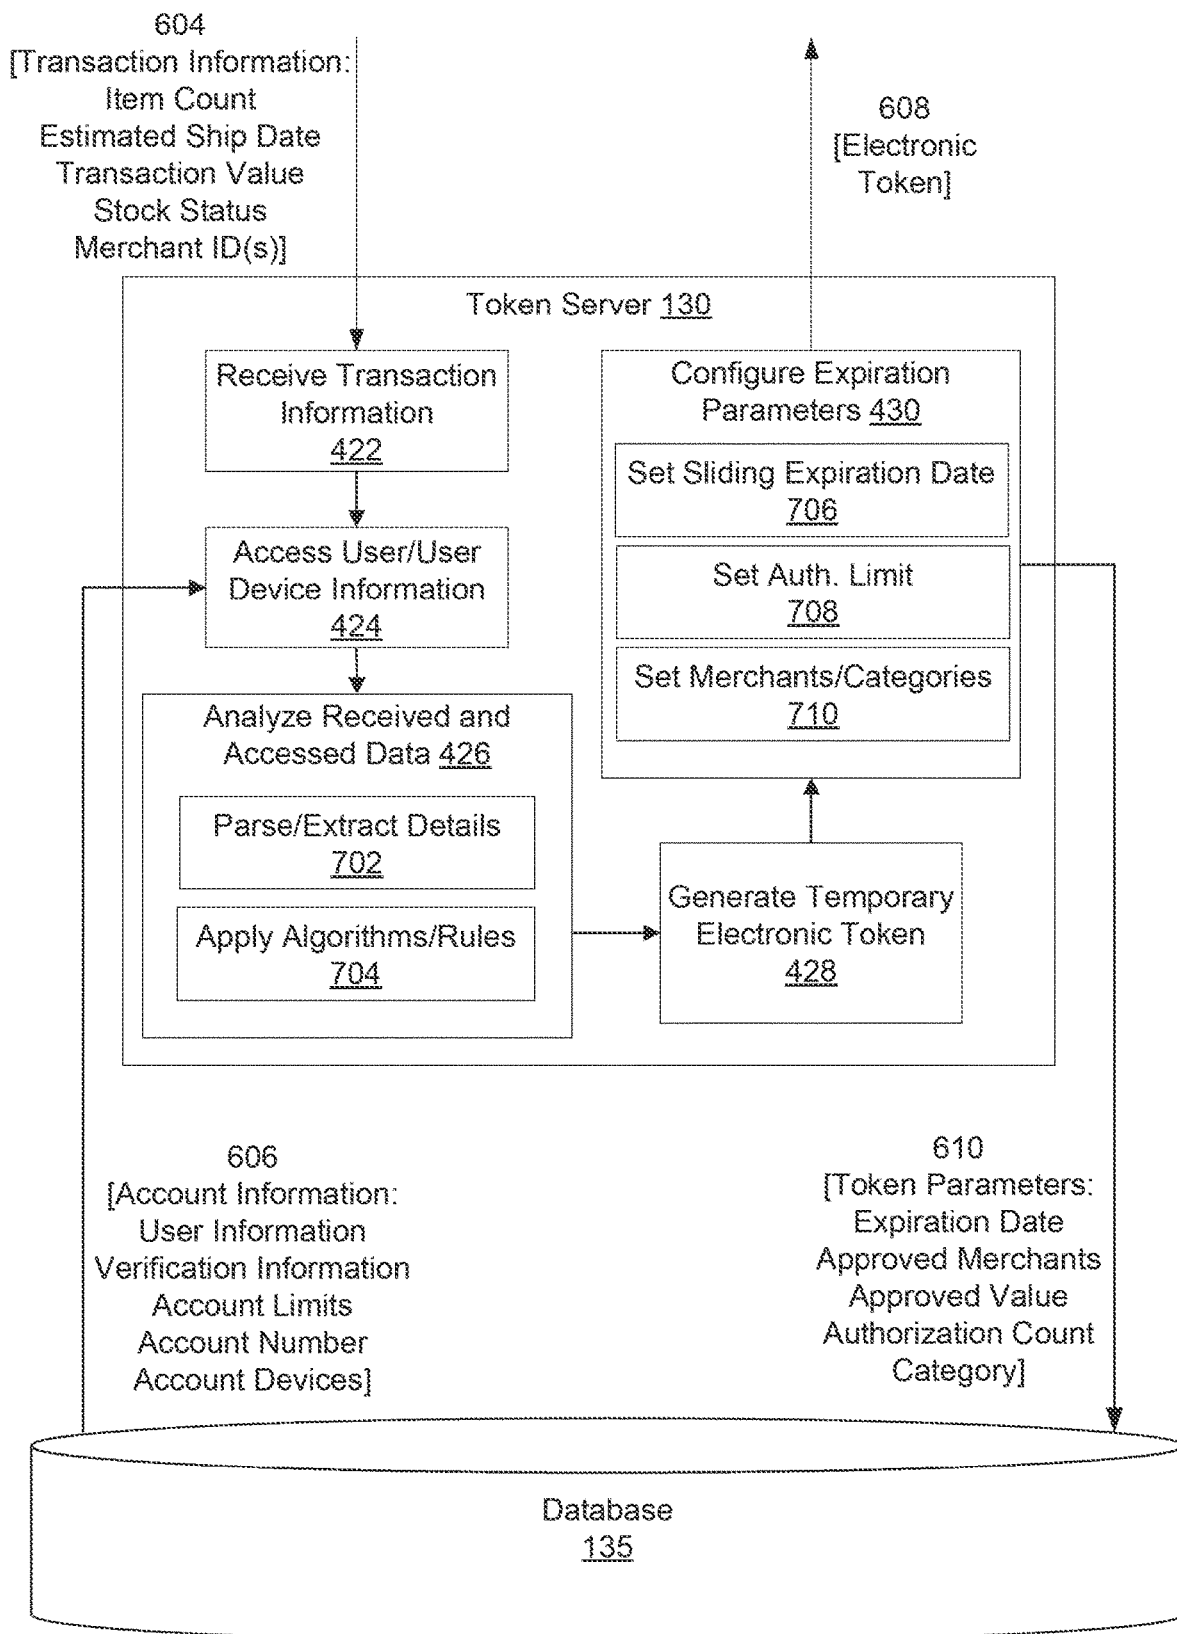 604
[Transaction Information:
Item Count
Estimated Ship Date
Transaction Value
Stock Status
Merchant ID(s)]
608
[Electronic
Token]
Token Server 130
Receive Transaction
Information
422
Access User/User
Device Information
424
Analyze Received and
Accessed Data 426
Parse/Extract Details
702
Apply Algorithms/Rules
704
Configure Expiration
Parameters 430
Set Sliding Expiration Date
706
Set Auth. Limit
708
Set Merchants/Categories
710
Generate Temporary
Electronic Token
428
606
[Account Information:
User Information
Verification Information
Account Limits
Account Number
Account Devices]
610
[Token Parameters:
Expiration Date
Approved Merchants
Approved Value
Authorization Count
Category]
Database
135